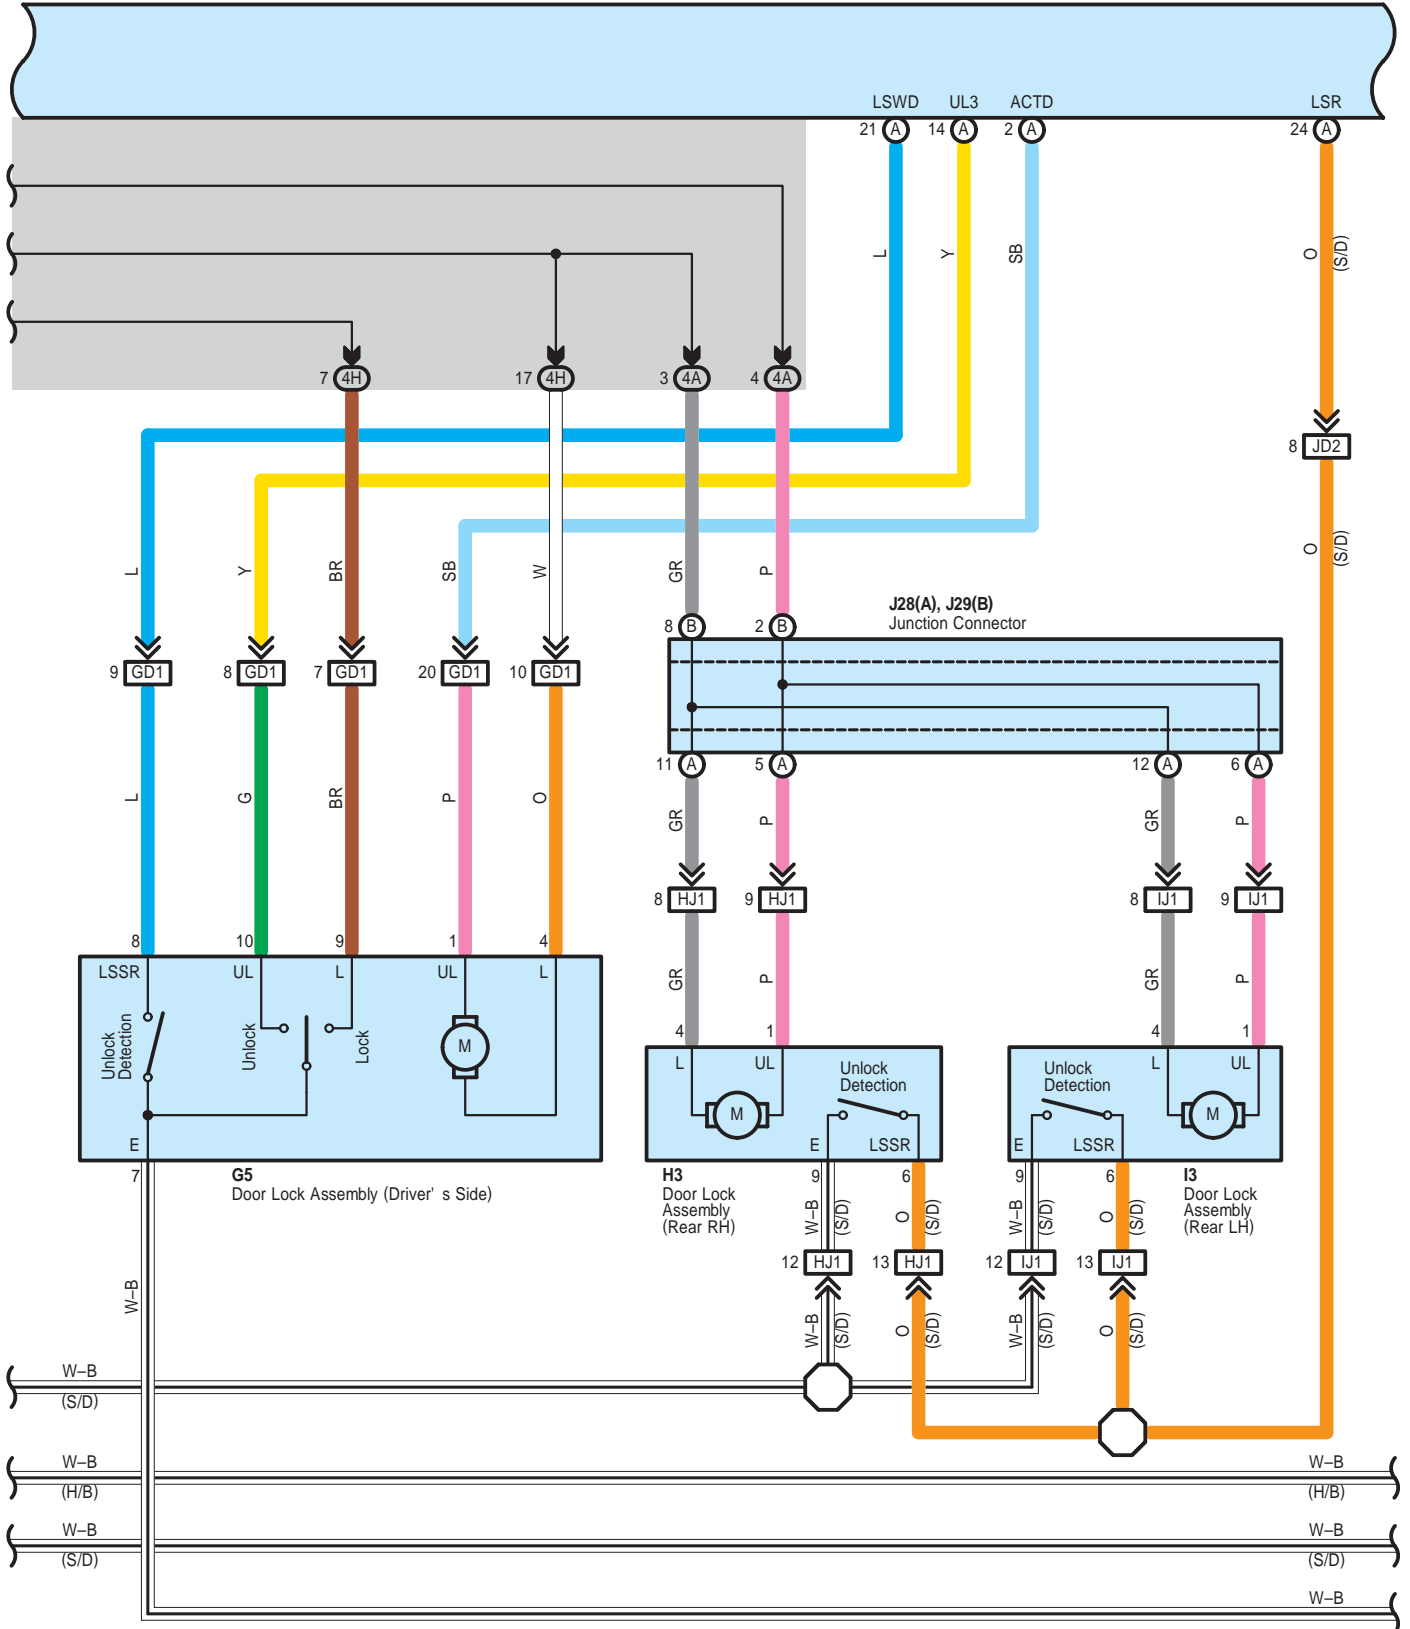 LSWD UL3 ACTD LSR
21 A 14 A 2 A 24 A
L Y SB O (S/D)
7 4H 17 4H 3 4A 4 4A
8 JD2
L Y BR SB W GR P O (S/D)
J28(A), J29(B)
Junction Connector
8 B 2 B
9 GD1 8 GD1 7 GD1 20 GD1 10 GD1
11 A 5 A 12 A 6 A
L G BR P O GR P GR P
8 HJ1 9 HJ1 8 IJ1 9 IJ1
8 10 9 1 4
LSSR UL L UL L
GR P GR P
4 1 4 1
Unlock
Detection
Unlock
Lock
M
L UL
Unlock
Detection
M
Unlock
Detection
L UL
M
E
E LSSR
E LSSR
7
G5
Door Lock Assembly (Driver' s Side)
9 6
H3
Door Lock
Assembly
(Rear RH)
9 6
I3
Door Lock
Assembly
(Rear LH)
W–B (S/D) O (S/D) W–B (S/D) O (S/D)
12 HJ1 13 HJ1 12 IJ1 13 IJ1
W–B
W–B (S/D) O (S/D) W–B (S/D) O (S/D)
W–B
(S/D)
W–B W–B
(H/B) (H/B)
W–B W–B
(S/D) (S/D)
W–B